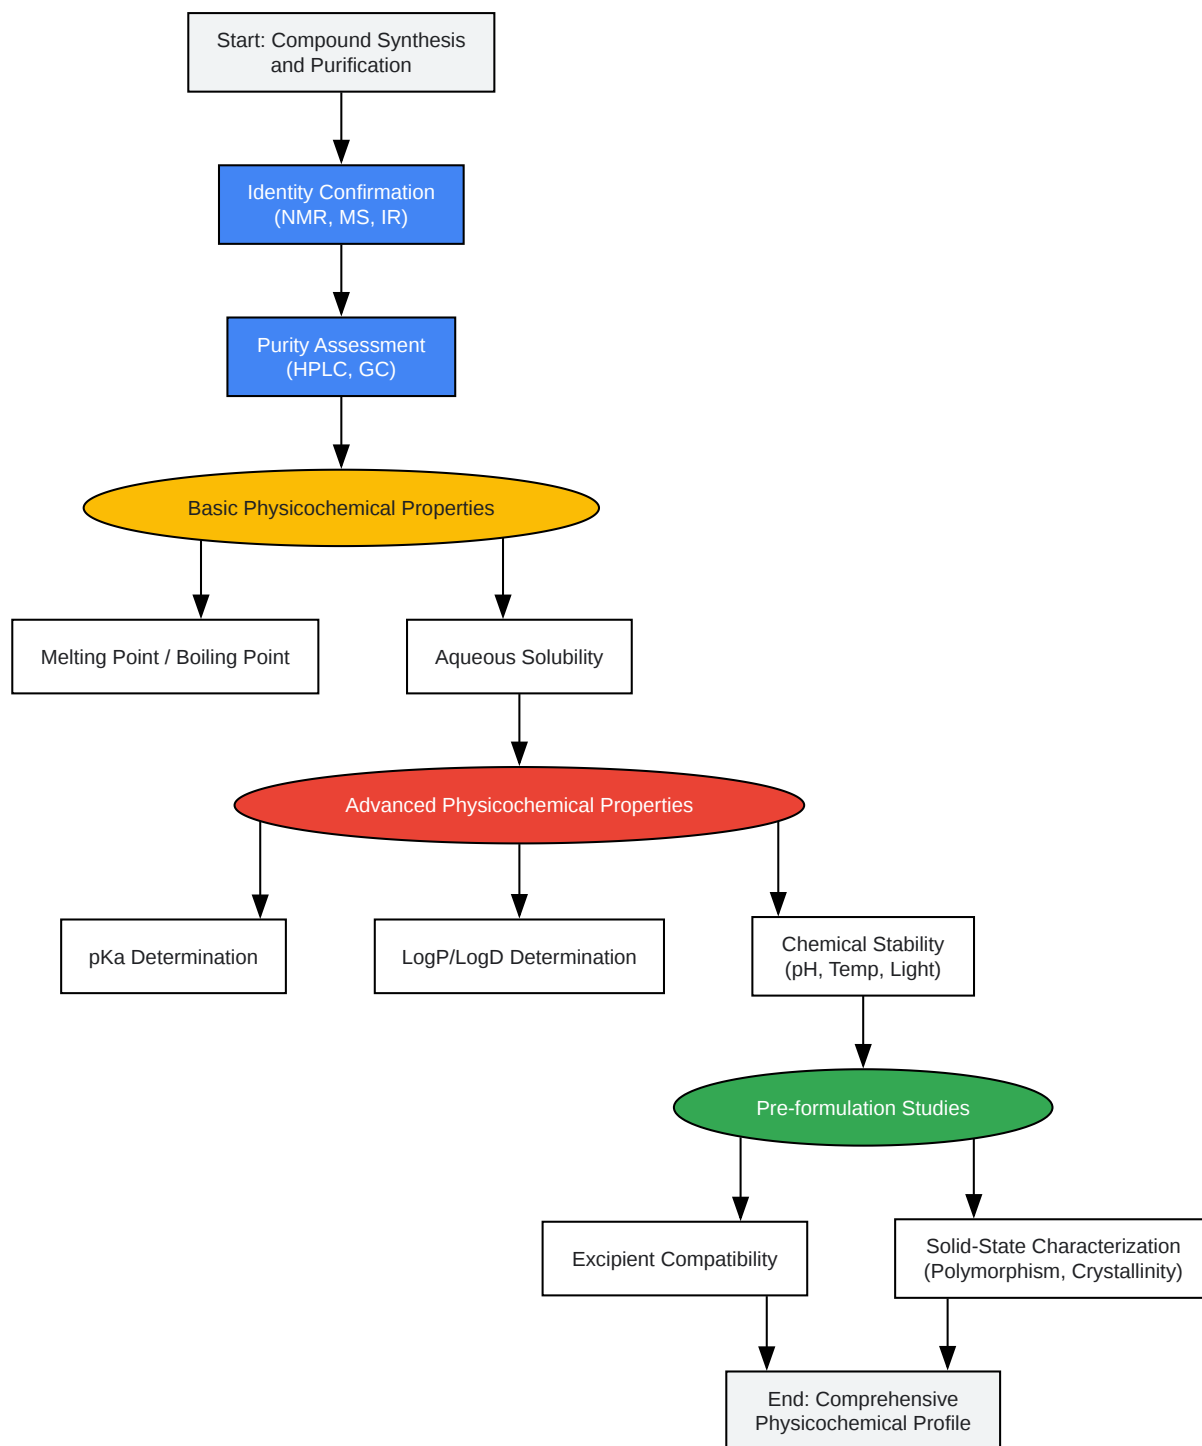 Start: Compound Synthesis
and Purification
Identity Confirmation
(NMR, MS, IR)
Purity Assessment
(HPLC, GC)
Basic Physicochemical Properties
Melting Point / Boiling Point
Aqueous Solubility
Advanced Physicochemical Properties
pKa Determination
LogP/LogD Determination
Chemical Stability
(pH, Temp, Light)
Pre-formulation Studies
Excipient Compatibility
Solid-State Characterization
(Polymorphism, Crystallinity)
End: Comprehensive
Physicochemical Profile